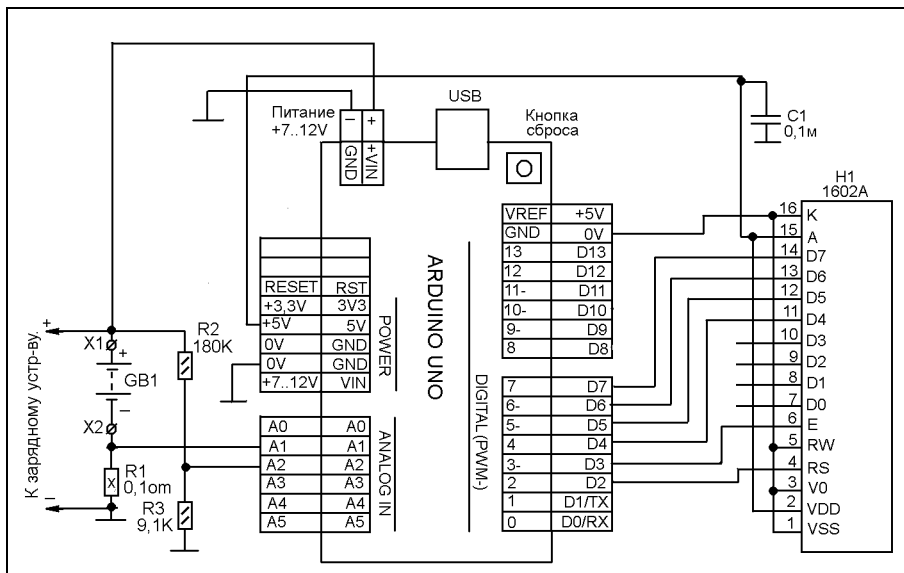 USB
Питание
+7..12V
Кнопка
сброса
–
+
GND
+VIN
O
C1
0,1м
H1
1602A
ARDUINO UNO
RESET RST
+3,3V 3V3
+5V 5V
0V GND
0V GND
+7..12V VIN
POWER
A0 A0
A1 A1
A2 A2
A3 A3
A4 A4
A5 A5
ANALOG IN
VREF +5V
GND 0V
13 D13
12 D12
11- D11
10- D10
9- D9
8 D8
7 D7
6- D6
5- D5
4 D4
3- D3
2 D2
1 D1/TX
0 D0/RX
DIGITAL (PWM-)
16 K
15 A
14 D7
13 D6
12 D5
11 D4
10 D3
9 D2
8 D1
7 D0
6 E
5 RW
4 RS
3 V0
2 VDD
1 VSS
К зарядному устр-ву.
+
–
X1
+
GB1
–
X2
R1
0,1om
x
R2
180K
R3
9,1K